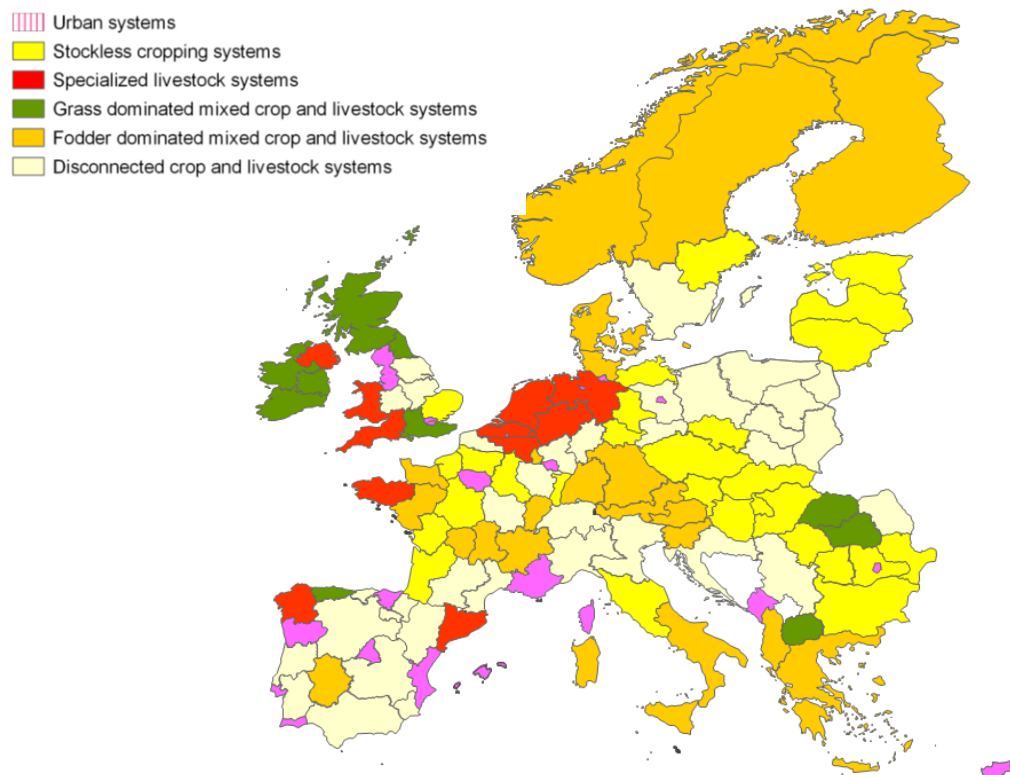 Urban systems
Stockless cropping systems
Specialized livestock systems
Grass dominated mixed crop and livestock systems
Fodder dominated mixed crop and livestock systems
Disconnected crop and livestock systems